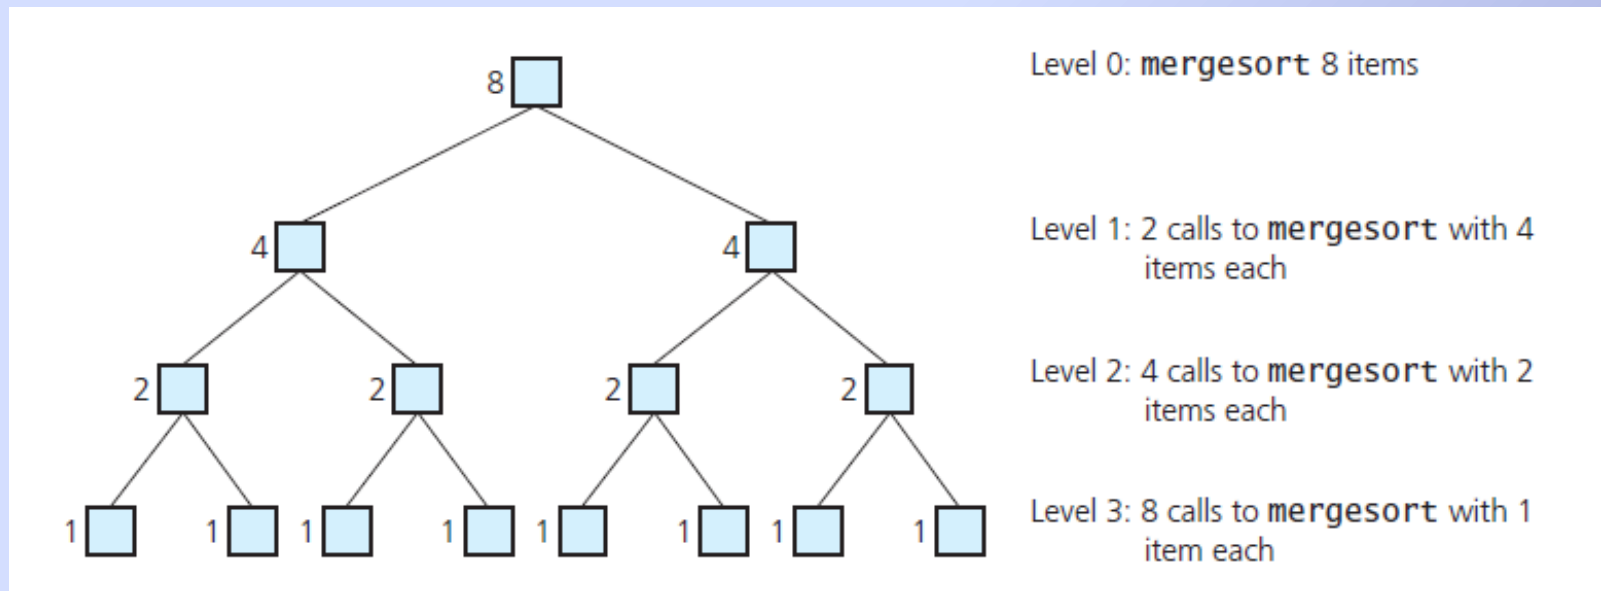 8
Level 0: mergesort 8 items
4
4
Level 1: 2 calls to mergesort with 4
items each
2
2
2
2
Level 2: 4 calls to mergesort with 2
items each
1
1
1
1
1
1
1
1
Level 3: 8 calls to mergesort with 1
item each